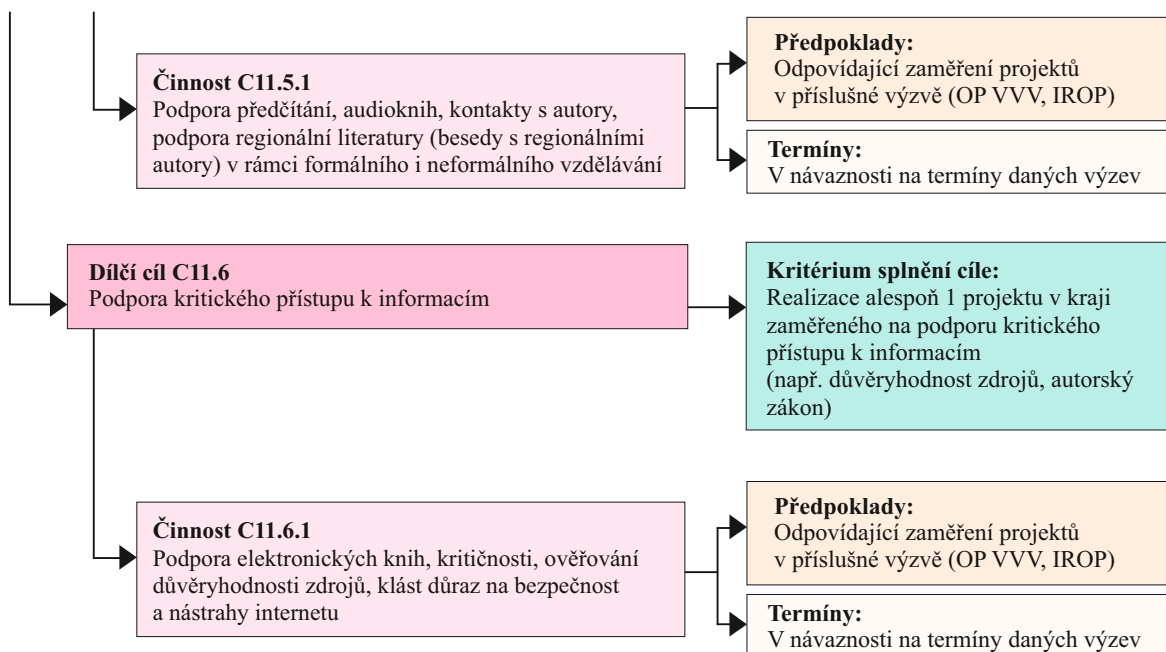 Činnost C11.5.1
Podpora předčítání, audioknih, kontakty s autory,
podpora regionální literatury (besedy s regionálními
autory) v rámci formálního i neformálního vzdělávání
Předpoklady:
Odpovídající zaměření projektů
v příslušné výzvě (OP VVV, IROP)
Termíny:
V návaznosti na termíny daných výzev
Dílčí cíl C11.6
Podpora kritického přístupu k informacím
Kritérium splnění cíle:
Realizace alespoň 1 projektu v kraji
zaměřeného na podporu kritického
přístupu k informacím
(např. důvěryhodnost zdrojů, autorský
zákon)
Činnost C11.6.1
Podpora elektronických knih, kritičnosti, ověřování
důvěryhodnosti zdrojů, klást důraz na bezpečnost
a nástrahy internetu
Předpoklady:
Odpovídající zaměření projektů
v příslušné výzvě (OP VVV, IROP)
Termíny:
V návaznosti na termíny daných výzev